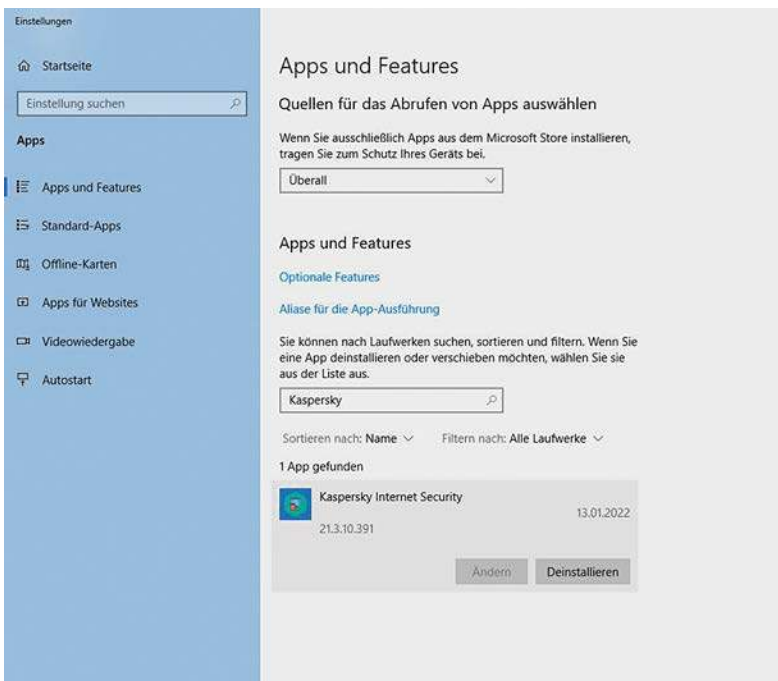 Einstellungen
Startseite
Einstellung suchen
Apps
Apps und Features
Standard-Apps
Offline-Karten
Apps für Websites
Videowiedergabe
Autostart
Apps und Features
Quellen für das Abrufen von Apps auswählen
Wenn Sie ausschließlich Apps aus dem Microsoft Store installieren,
tragen Sie zum Schutz Ihres Geräts bei.
Überall
Apps und Features
Optionale Features
Aliase für die App-Ausführung
Sie können nach Laufwerken suchen, sortieren und filtern. Wenn Sie
eine App deinstallieren oder verschieben möchten, wählen Sie sie
aus der Liste aus.
Kaspersky
Sortieren nach: Name Filtern nach: Alle Laufwerke
1 App gefunden
Kaspersky Internet Security
13.01.2022
21.3.10.391
Ändern Deinstallieren